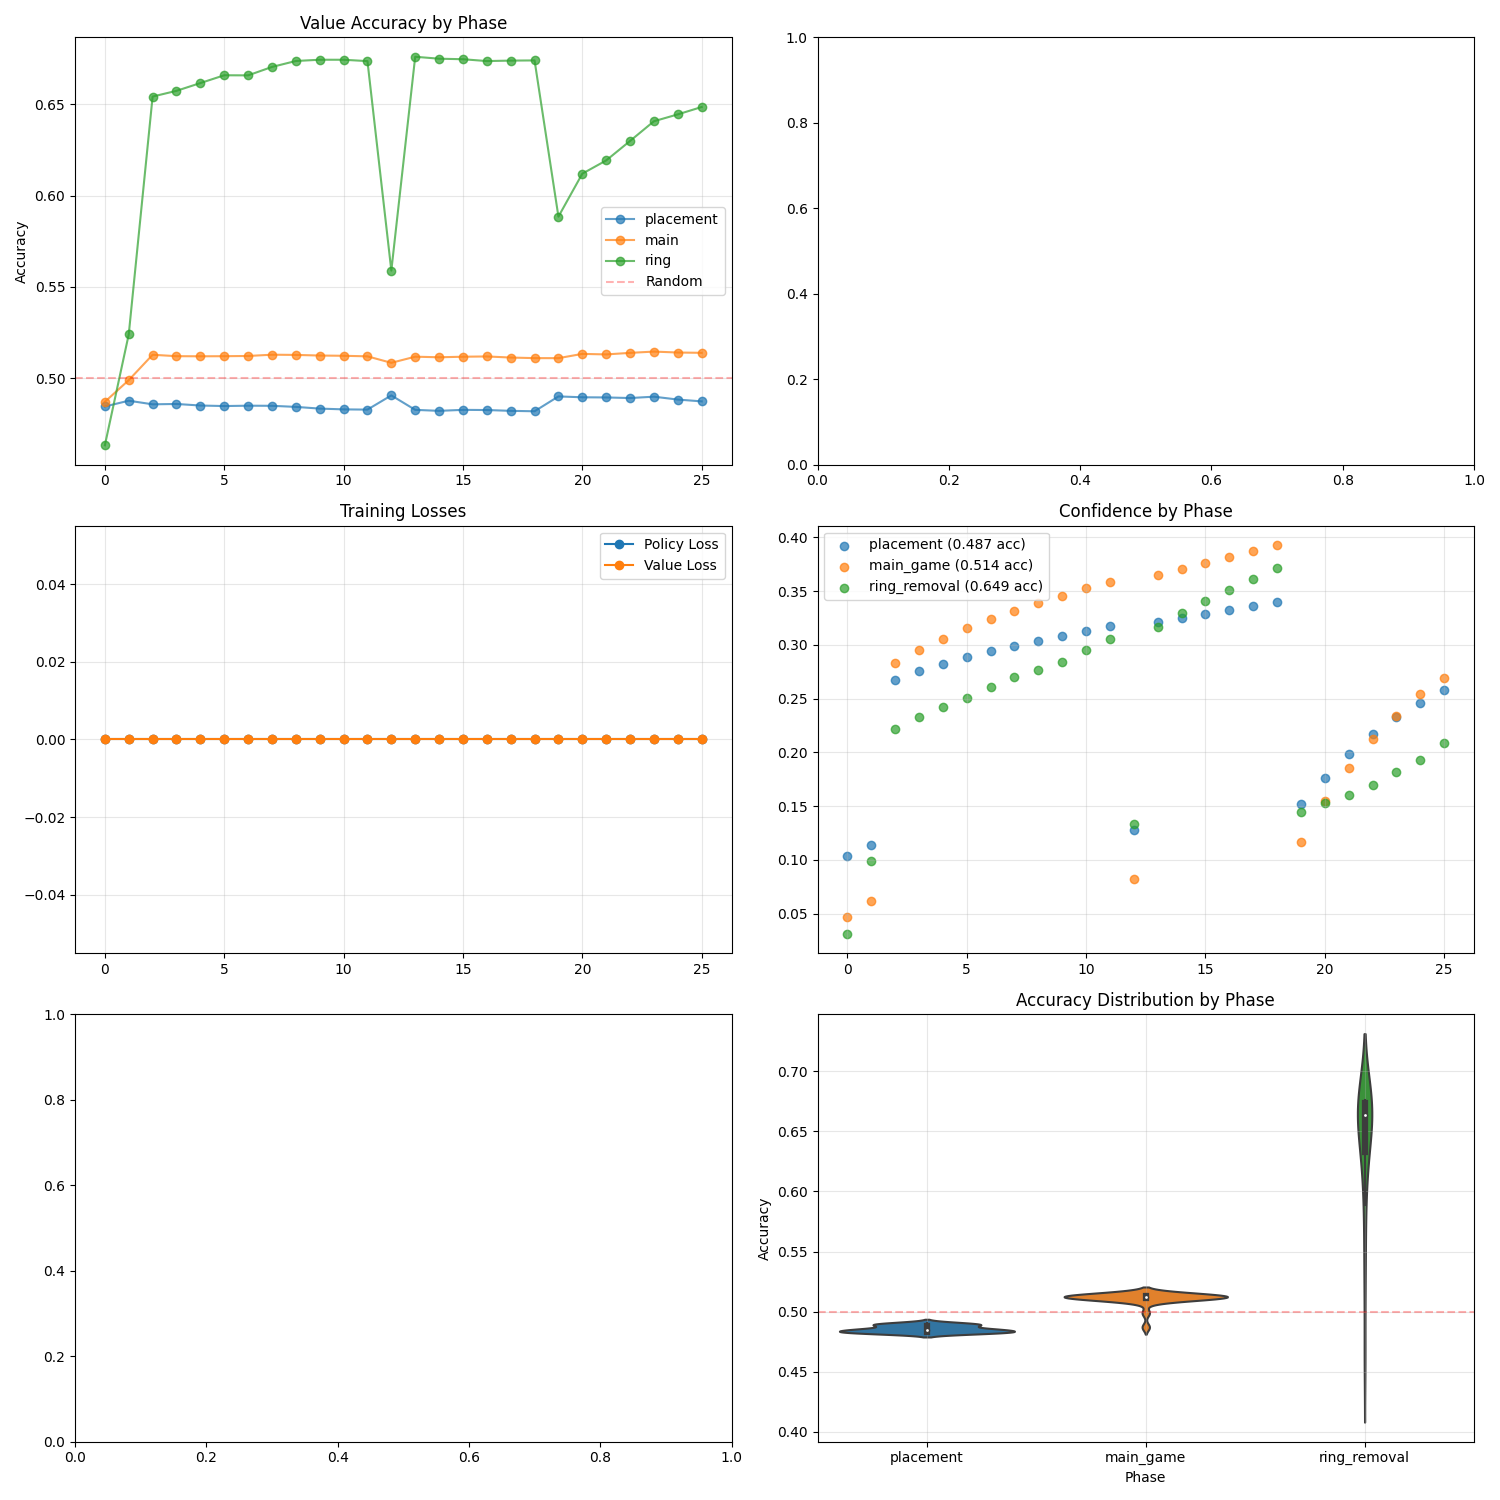 Value Accuracy by Phase
Accuracy
0.65
0.60
0.55
0.50
0 5 10 15 20 25
placement
main
ring
Random
1.0
0.8
0.6
0.4
0.2
0.0
0.0 0.2 0.4 0.6 0.8 1.0
Training Losses
0.04
0.02
0.00
−0.02
−0.04
0 5 10 15 20 25
Policy Loss
Value Loss
Confidence by Phase
0.40
0.35
0.30
0.25
0.20
0.15
0.10
0.05
0 5 10 15 20 25
placement (0.487 acc)
main_game (0.514 acc)
ring_removal (0.649 acc)
1.0
0.8
0.6
0.4
0.2
0.0
0.0 0.2 0.4 0.6 0.8 1.0
Accuracy Distribution by Phase
Accuracy
0.70
0.65
0.60
0.55
0.50
0.45
0.40
placement main_game ring_removal
Phase